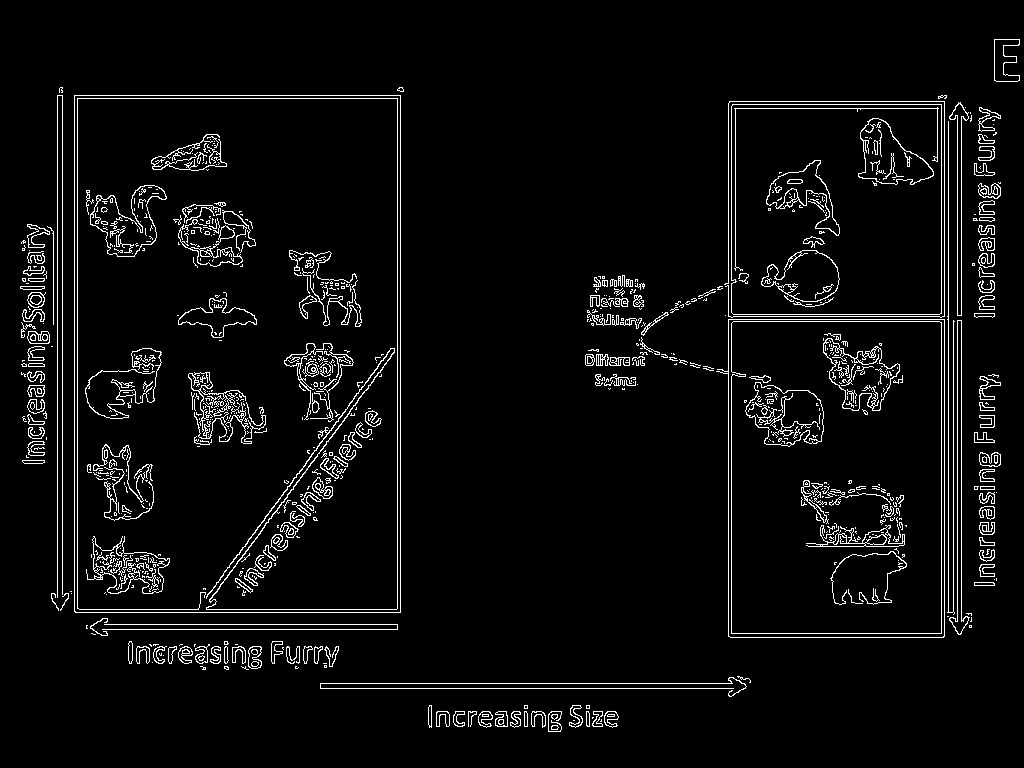 E
Increasing Solitary
Increasing Furry
Similar:
Fierce &
Solitary
Different:
Swims
Increasing Fierce
Increasing Furry
Increasing Furry
Increasing Size